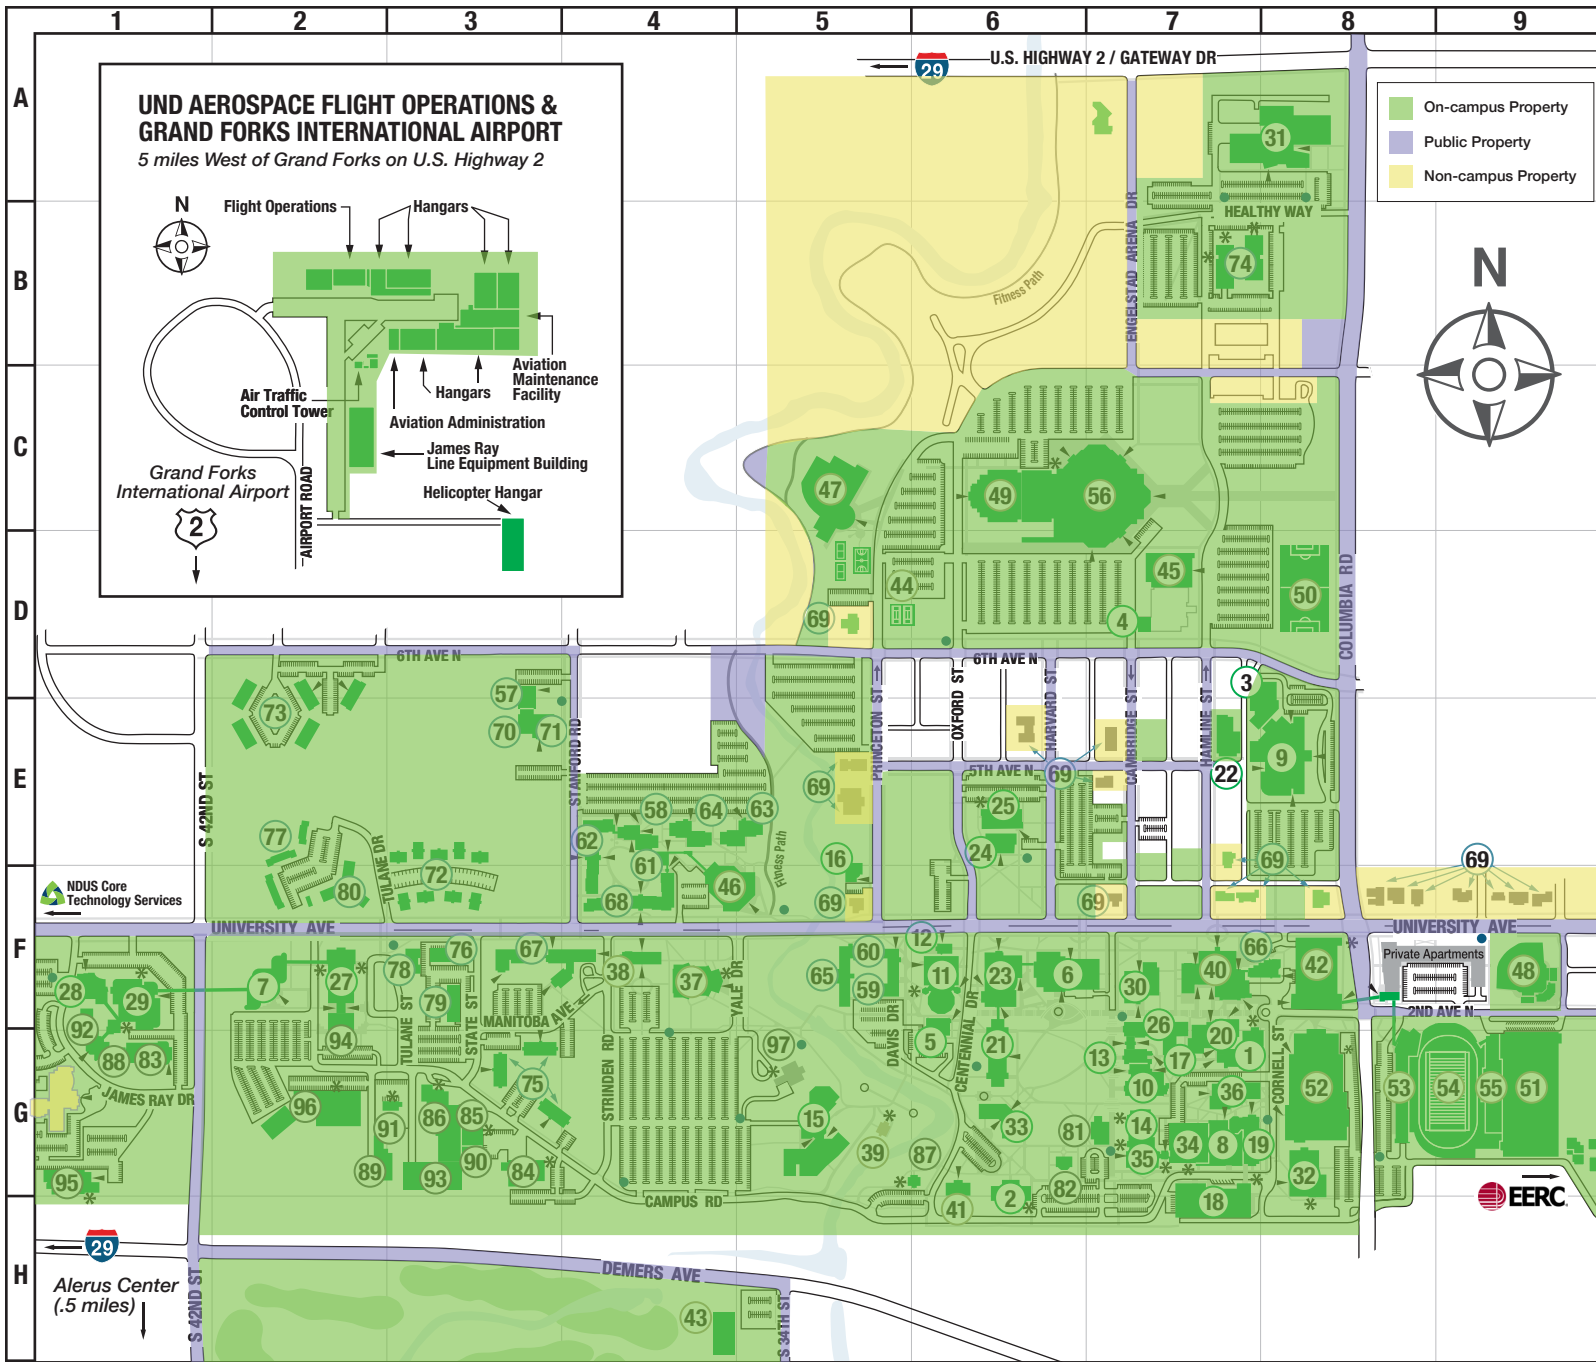 1 2 3 4 5 6 7 8 9
A
B
C
D
E
F
G
H
UND AEROSPACE FLIGHT OPERATIONS &
GRAND FORKS INTERNATIONAL AIRPORT
5 miles West of Grand Forks on U.S. Highway 2
N
Flight Operations
Hangars
Aviation
Maintenance
Facility
Hangars
Air Traffic
Control Tower
Aviation Administration
James Ray
Line Equipment Building
Grand Forks
International Airport
2
AIRPORT ROAD
Helicopter Hangar
29
U.S. HIGHWAY 2 / GATEWAY DR
On-campus Property
Public Property
Non-campus Property
31
HEALTHY WAY
74
ENGELSTAD ARENA DR
Fitness Path
N
47
49
56
44
45
50
69
4
COLUMBIA RD
6TH AVE N
6TH AVE N
73
57
70
71
STANFORD RD
PRINCETON ST
OXFORD ST
HARVARD ST
CAMBRIDGE ST
HAMLINE ST
3
9
22
5TH AVE N
69
69
25
24
S 42ND ST
77
80
TULANE DR
72
62
58
64
63
61
46
68
Fitness Path
16
69
69
69
69
NDUS Core
Technology Services
UNIVERSITY AVE
UNIVERSITY AVE
28
29
92
88
83
JAMES RAY DR
95
7
27
94
78
76
79
TULANE ST
STATE ST
67
MANITOBA AVE
38
37
YALE DR
STRINDEN RD
75
96
91
86
85
89
93
90
84
97
15
39
87
60
65
59
12
11
5
DAVIS DR
CENTENNIAL DR
23
6
21
33
41
2
82
81
30
40
66
42
26
20
13
17
1
10
36
14
34
8
19
35
18
CORNELL ST
52
32
Private Apartments
48
2ND AVE N
53
54
55
51
EERC
CAMPUS RD
29
Alerus Center
(.5 miles)
S 42ND ST
DEMERS AVE
43
S 34TH ST